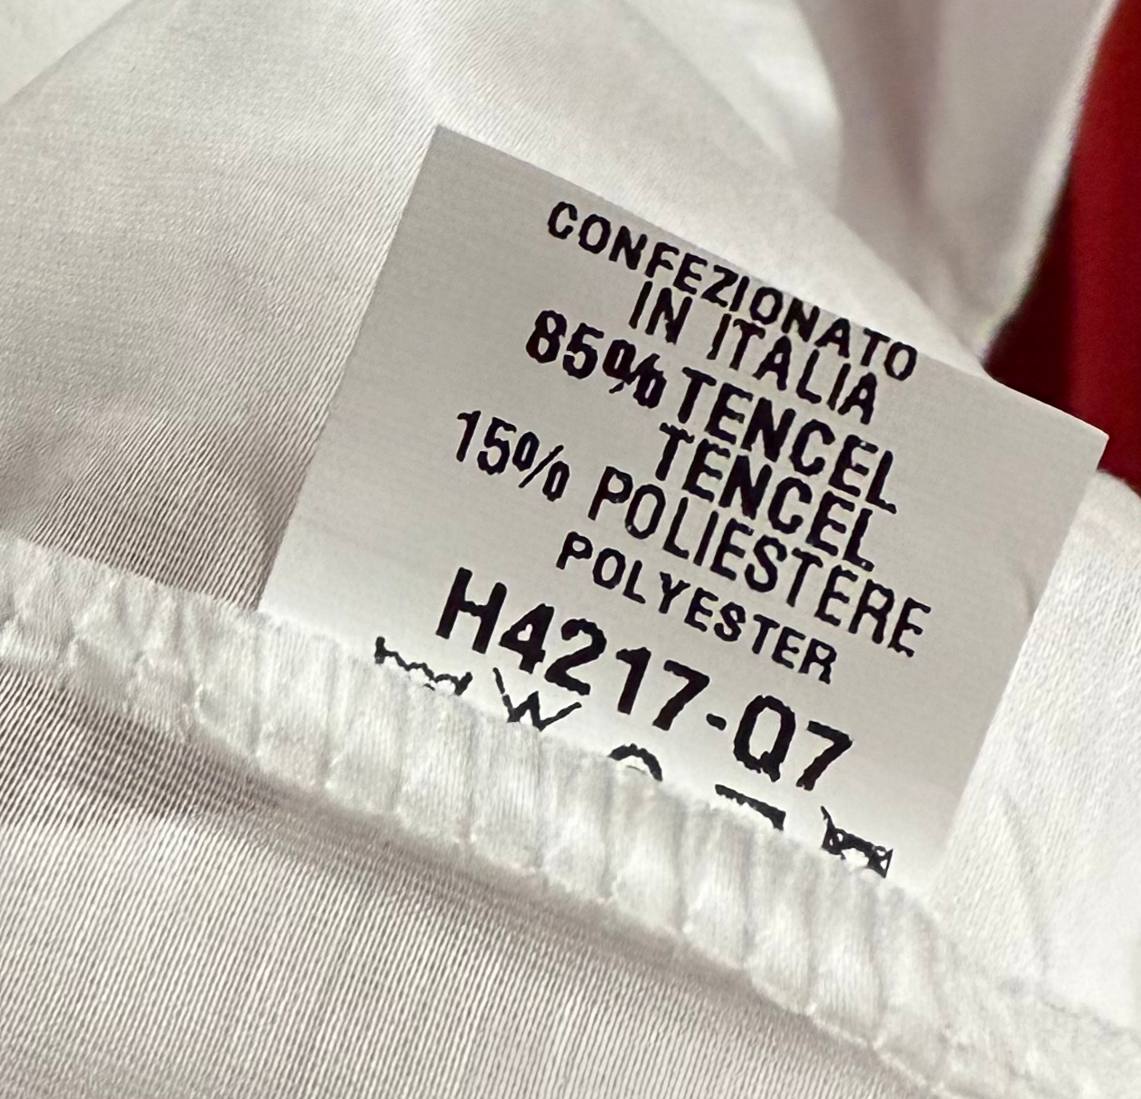 CONFEZIONATO
IN ITALIA
85% TENCEL
TENCEL
15% POLIESTERE
POLYESTER
H4217-Q7